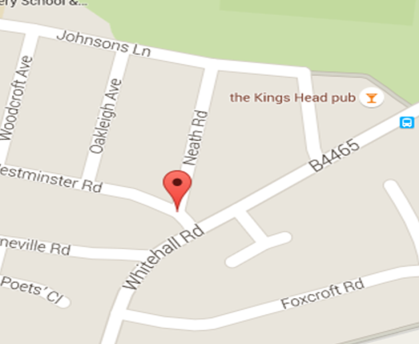 ery School &...
Johnsons Ln
Woodcroft Ave
Oakleigh Ave
Neath Rd
the Kings Head pub
B4465
estminster Rd
neville Rd
Whitehall Rd
Poets' Cl
Foxcroft Rd